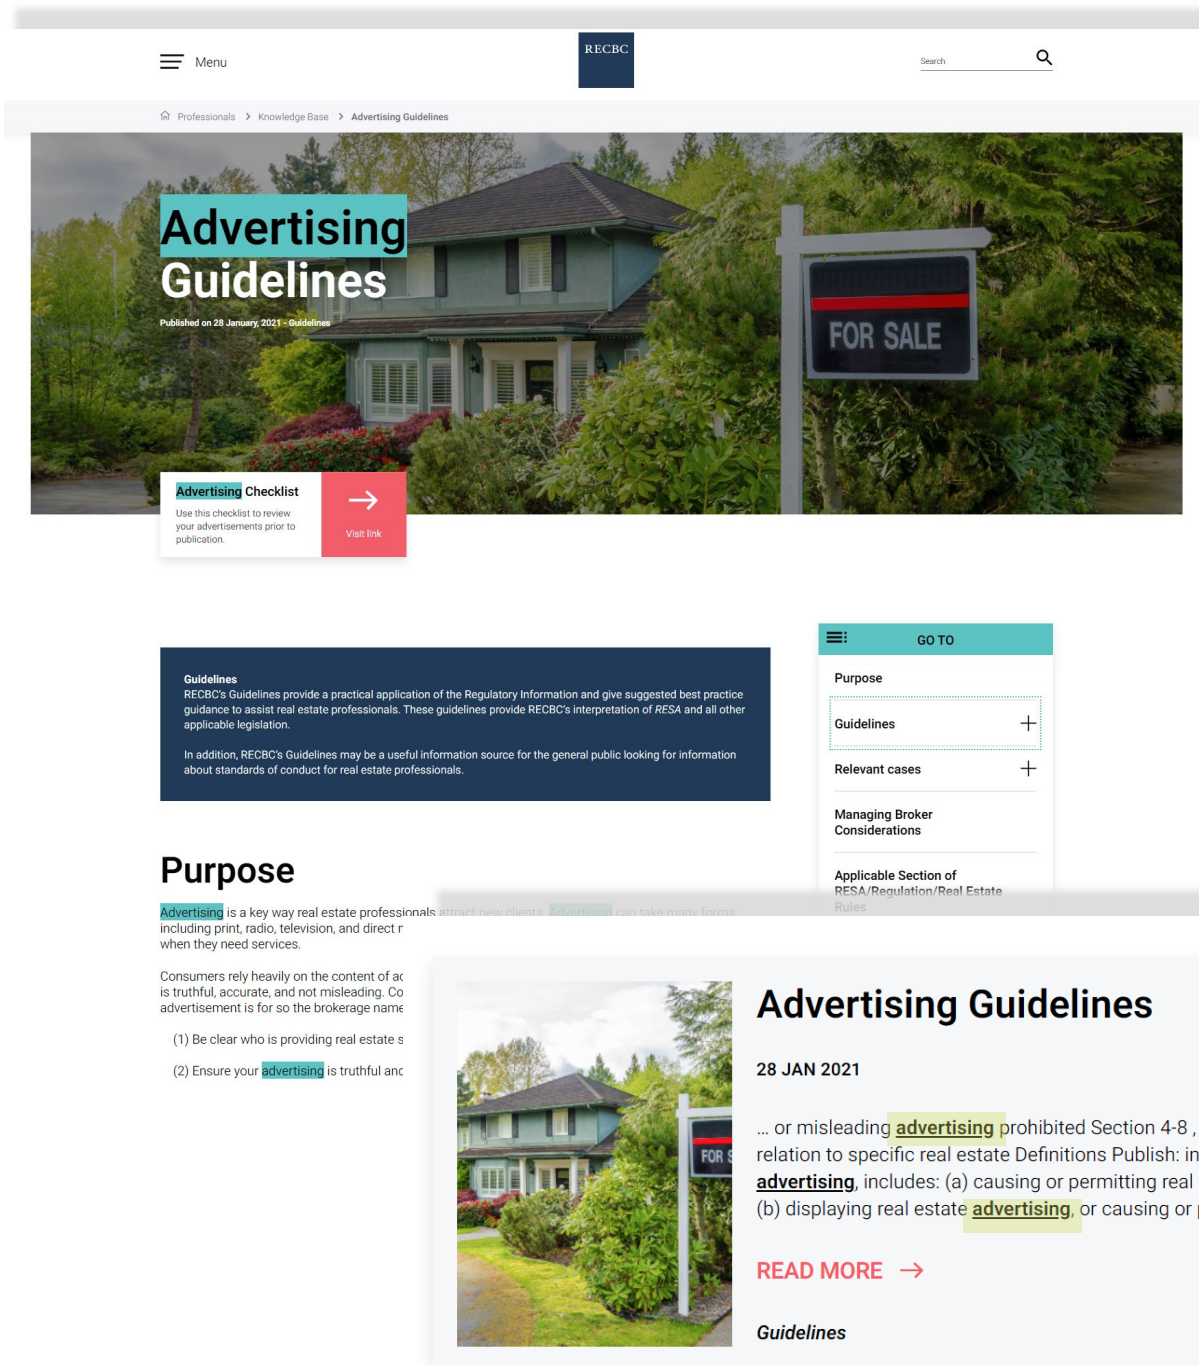 Menu
RECBC
Search
Professionals > Knowledge Base > Advertising Guidelines
Advertising
Guidelines
Published on 28 January, 2021 - Guidelines
FOR SALE
Advertising Checklist
Use this checklist to review
your advertisements prior to
publication.
Visit link
Guidelines
RECBC's Guidelines provide a practical application of the Regulatory Information and give suggested best practice
guidance to assist real estate professionals. These guidelines provide RECBC's interpretation of RESA and all other
applicable legislation.
In addition, RECBC's Guidelines may be a useful information source for the general public looking for information
about standards of conduct for real estate professionals.
GO TO
Purpose
Guidelines
Relevant cases
Managing Broker
Considerations
Applicable Section of
RESA/Regulation/Real Estate
Rules
Purpose
Advertising is a key way real estate professionals attract new clients. Advertising can take many forms
including print, radio, television, and direct
when they need services.
Consumers rely heavily on the content of
is truthful, accurate, and not misleading.
advertisement is for so the brokerage name
(1) Be clear who is providing real estate
(2) Ensure your advertising is truthful
FOR
Advertising Guidelines
28 JAN 2021
... or misleading advertising prohibited Section 4-8 ,
relation to specific real estate Definitions Publish: in
advertising, includes: (a) causing or permitting real
(b) displaying real estate advertising, or causing or
READ MORE
Guidelines